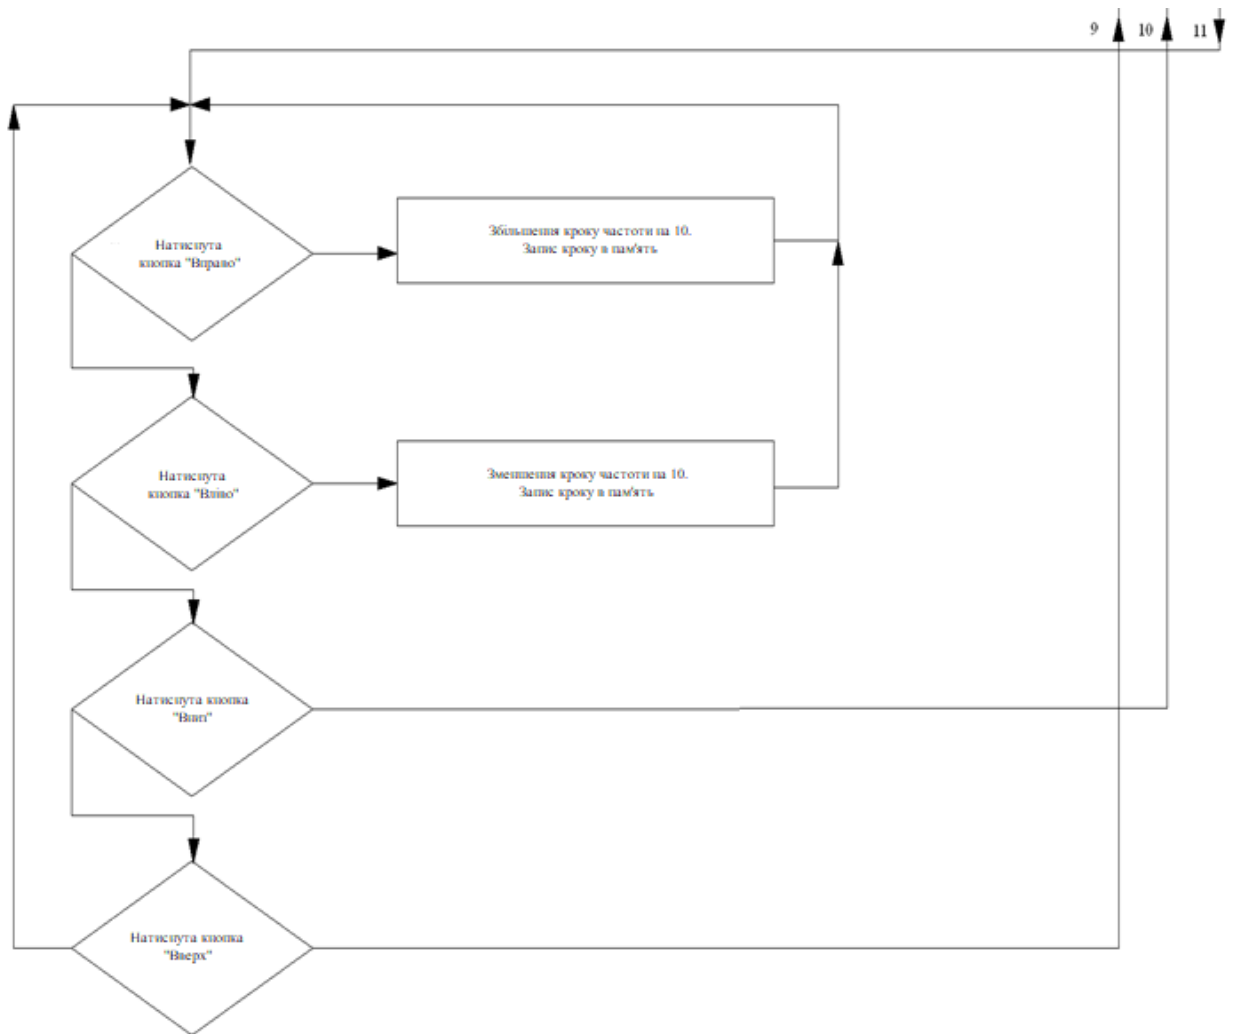 9 10 11
Натиснута
кнопка "Вправо"
Збільшення кроку частоти на 10.
Запис кроку в пам'ять
Натиснута
кнопка "Вліво"
Зменшення кроку частоти на 10.
Запис кроку в пам'ять
Натиснута кнопка
"Вниз"
Натиснута кнопка
"Вверх"